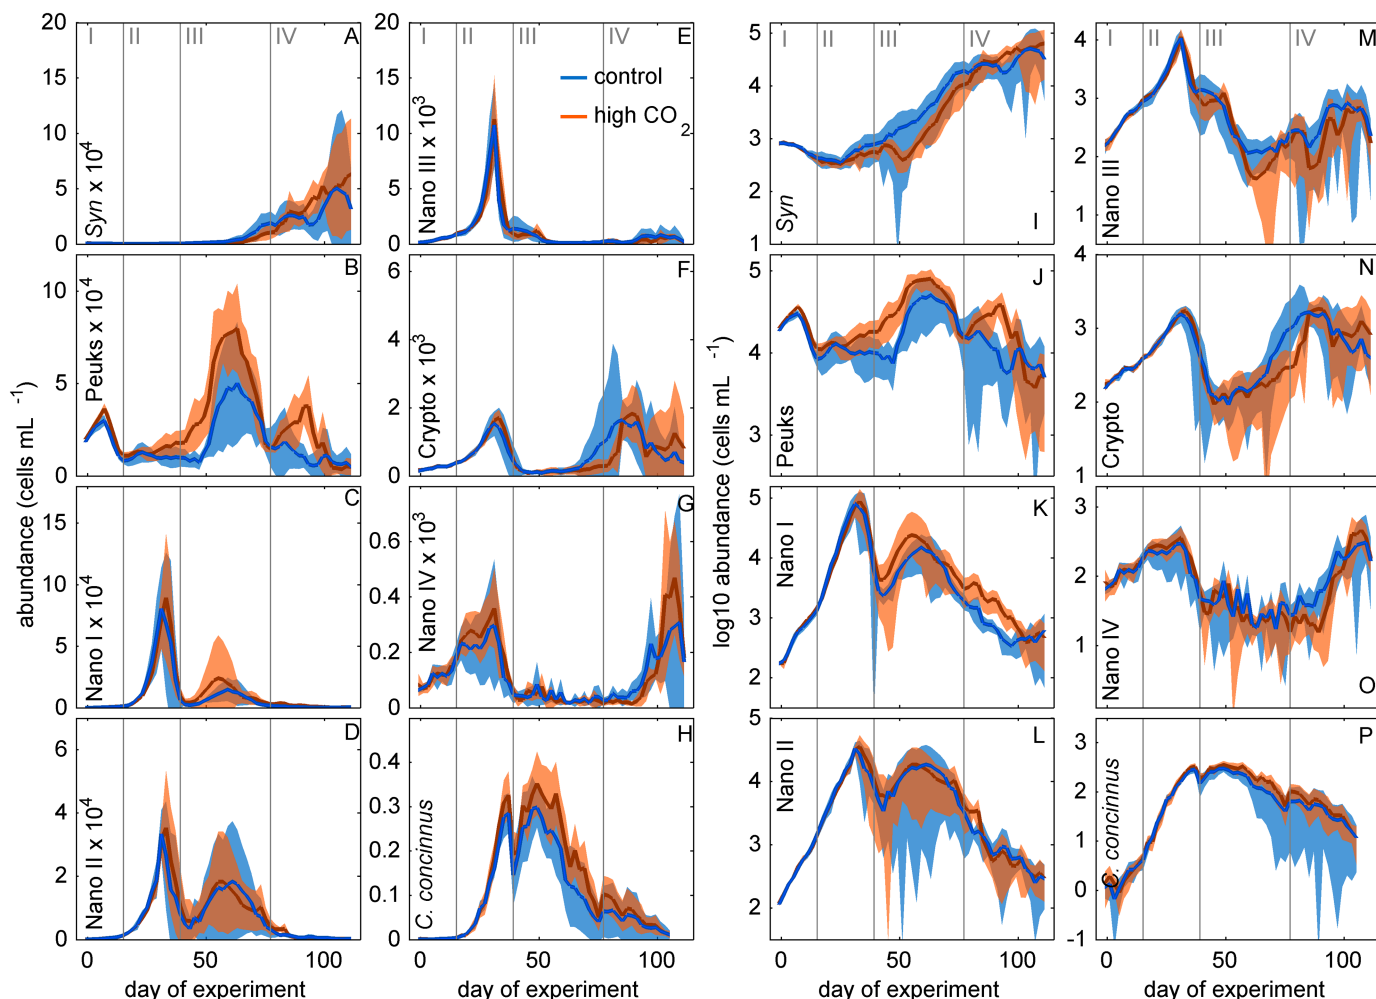 20
15
10
5
0
I
II
III
IV
A
Syn x 10^4
10
5
0
B
Peuks x 10^4
15
10
5
0
C
Nano I x 10^4
6
4
2
0
D
Nano II x 10^4
0
50
100
day of experiment
abundance (cells mL^-1)
20
15
10
5
0
I
II
III
IV
E
control
high CO2
Nano III x 10^3
6
4
2
0
F
Crypto x 10^3
0.6
0.4
0.2
0
G
Nano IV x 10^3
0.4
0.3
0.2
0.1
0
H
C. concinnus
0
50
100
day of experiment
5
4
3
2
1
I
II
III
IV
I
Syn
5
4
3
J
Peuks
5
4
3
2
K
Nano I
5
4
3
2
L
Nano II
0
50
100
day of experiment
log10 abundance (cells mL^-1)
4
3
2
1
I
II
III
IV
M
Nano III
4
3
2
1
N
Crypto
3
2
1
O
Nano IV
3
2
1
0
-1
P
C. concinnus
0
50
100
day of experiment